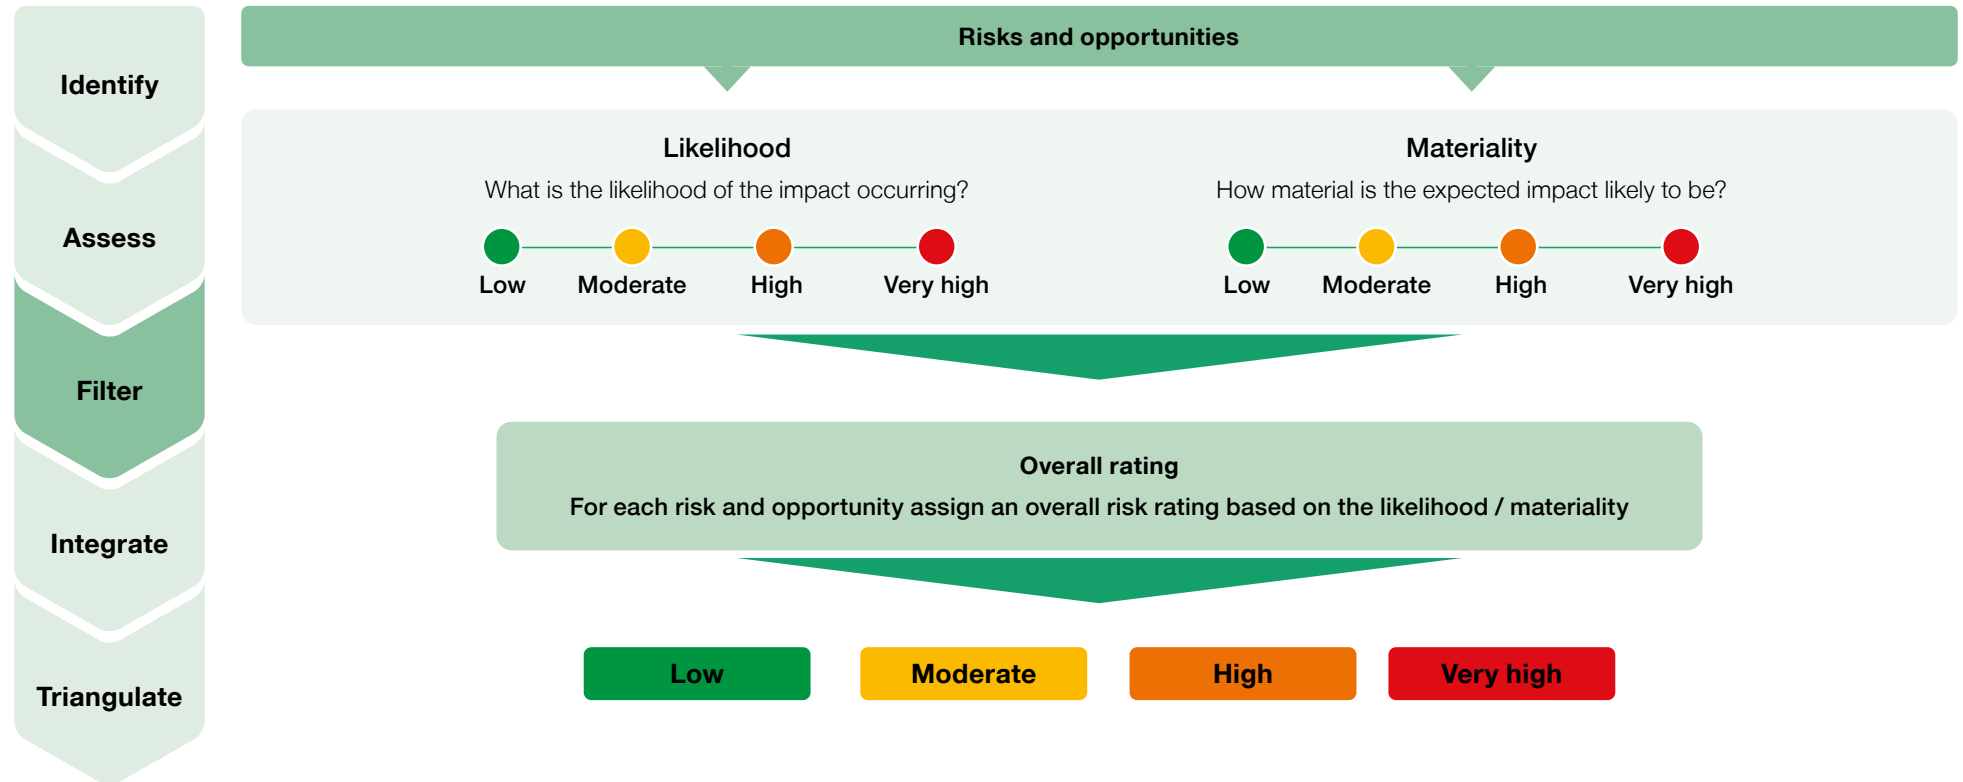 Identify
Assess
Filter
Integrate
Triangulate
Risks and opportunities
Likelihood
What is the likelihood of the impact occurring?
Low Moderate High Very high
Materiality
How material is the expected impact likely to be?
Low Moderate High Very high
Overall rating
For each risk and opportunity assign an overall risk rating based on the likelihood / materiality
Low Moderate High Very high